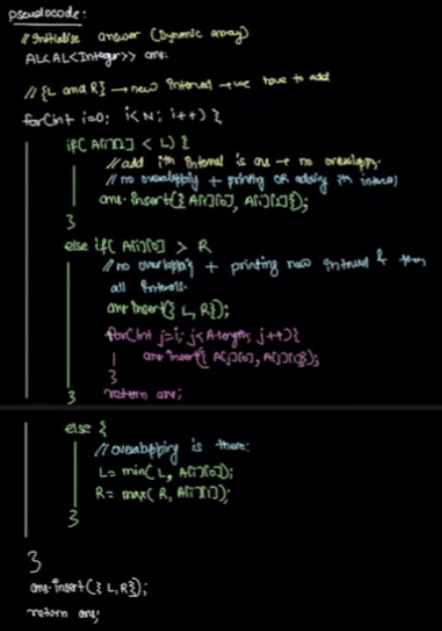 pseudocode:
// Initialise answer (Dynamic array)
AL<AL<Integer>> ans;
// {L and R} → new interval → we have to add
for(int i=0; i<N; i++) {
if( A[i][1] < L) {
// add ith interval is ans → no overlapp.
// no overlapping + printing OR adding ith interval
ans.insert({ A[i][0], A[i][1]});
}
else if( A[i][0] > R
// no overlapping + printing new interval & then
all intervals.
ans.insert({ L, R});
for(int j=i; j<A.length; j++){
ans.insert({ A[j][0], A[j][1]});
}
return ans;
}
else {
// overlapping is there:
L= min( L, A[i][0]);
R= max( R, A[i][1]);
}
}
ans.insert({ L,R});
return ans;